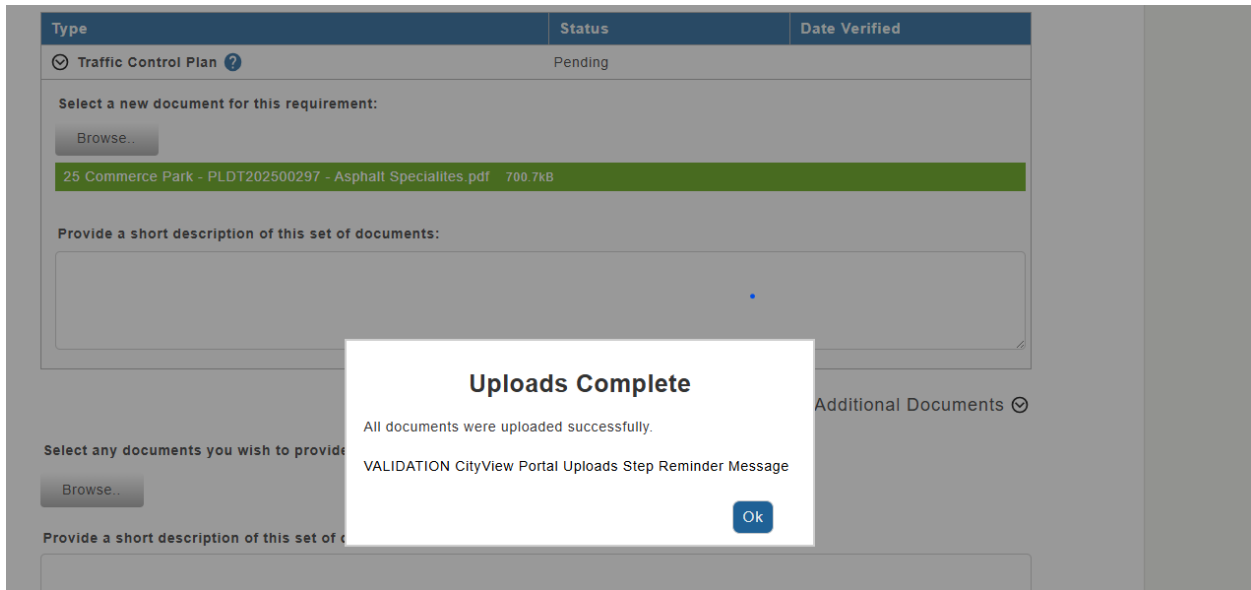 Type Status Date Verified
Traffic Control Plan ? Pending
Select a new document for this requirement:
Browse..
25 Commerce Park - PLDT202500297 - Asphalt Specialites.pdf 700.7kB
Provide a short description of this set of documents:
Uploads Complete
All documents were uploaded successfully.
VALIDATION CityView Portal Uploads Step Reminder Message
Ok
Additional Documents
Select any documents you wish to provide
Browse..
Provide a short description of this set of